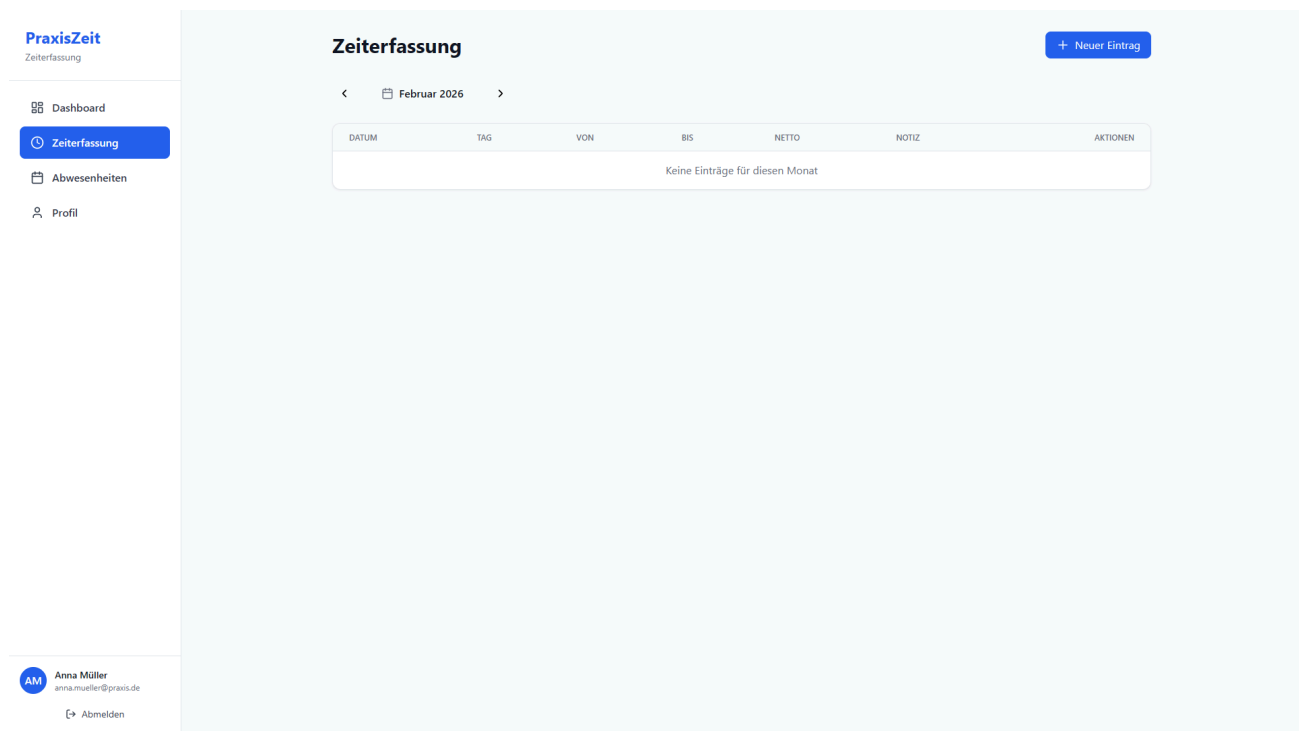 PraxisZeit
Zeiterfassung
Dashboard
Zeiterfassung
Abwesenheiten
Profil
Anna Müller
AM
anna.mueller@praxis.de
Abmelden
Zeiterfassung
Neuer Eintrag
Februar 2026
DATUM TAG VON BIS NETTO NOTIZ AKTIONEN
Keine Einträge für diesen Monat